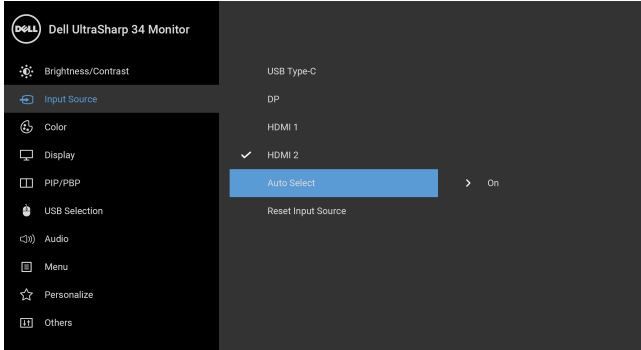 DELL Dell UltraSharp 34 Monitor
Brightness/Contrast
Input Source
Color
Display
PIP/PBP
USB Selection
Audio
Menu
Personalize
Others
USB Type-C
DP
HDMI 1
HDMI 2
Auto Select On
Reset Input Source